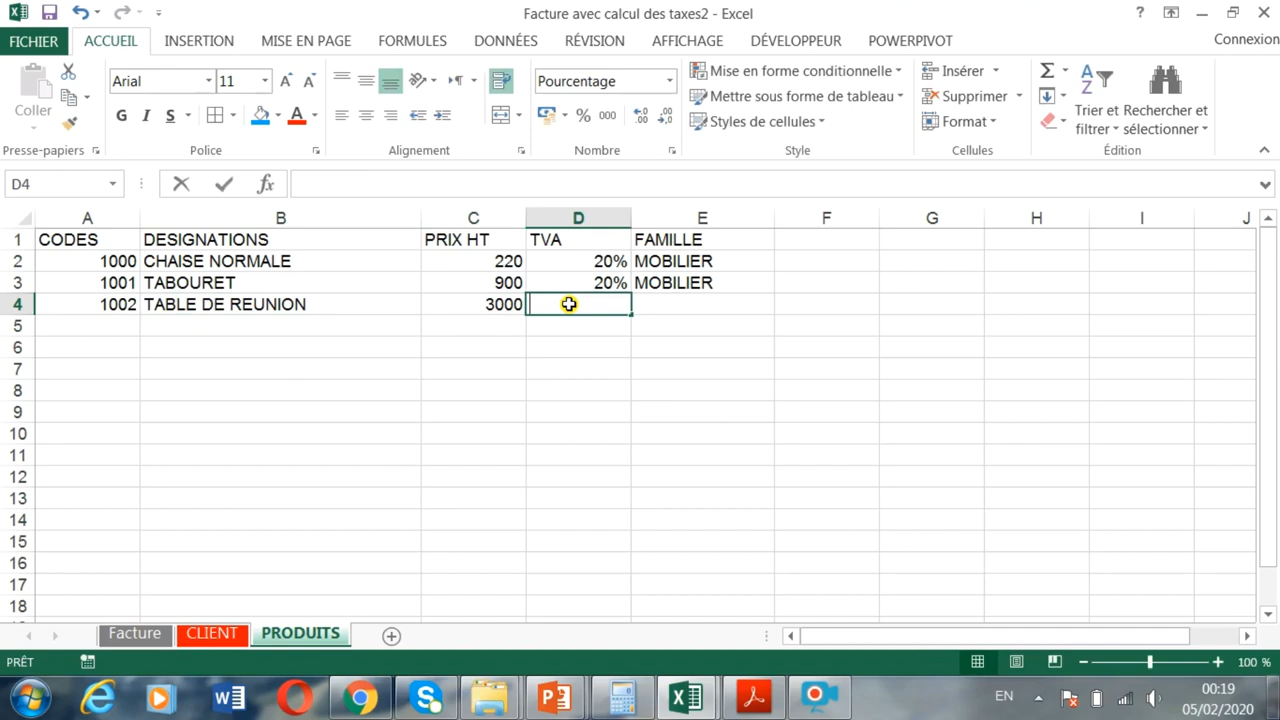 Facture avec calcul des taxes2 - Excel
?
FICHIER ACCUEIL INSERTION MISE EN PAGE FORMULES DONNÉES RÉVISION AFFICHAGE DÉVELOPPEUR POWERPIVOT Connexion
Coller
Arial 11
G I S A
Pourcentage
% 000
Mise en forme conditionnelle
Mettre sous forme de tableau
Styles de cellules
Insérer
Supprimer
Format
Trier et filtrer
Rechercher et sélectionner
Presse-papiers Police Alignement Nombre Style Cellules Édition
D4 fx
A B C D E F G H I J
1 CODES DESIGNATIONS PRIX HT TVA FAMILLE
2 1000 CHAISE NORMALE 220 20% MOBILIER
3 1001 TABOURET 900 20% MOBILIER
4 1002 TABLE DE REUNION 3000
5
6
7
8
9
10
11
12
13
14
15
16
17
18
Facture CLIENT PRODUITS
PRÊT 100 %
EN 00:19
05/02/2020